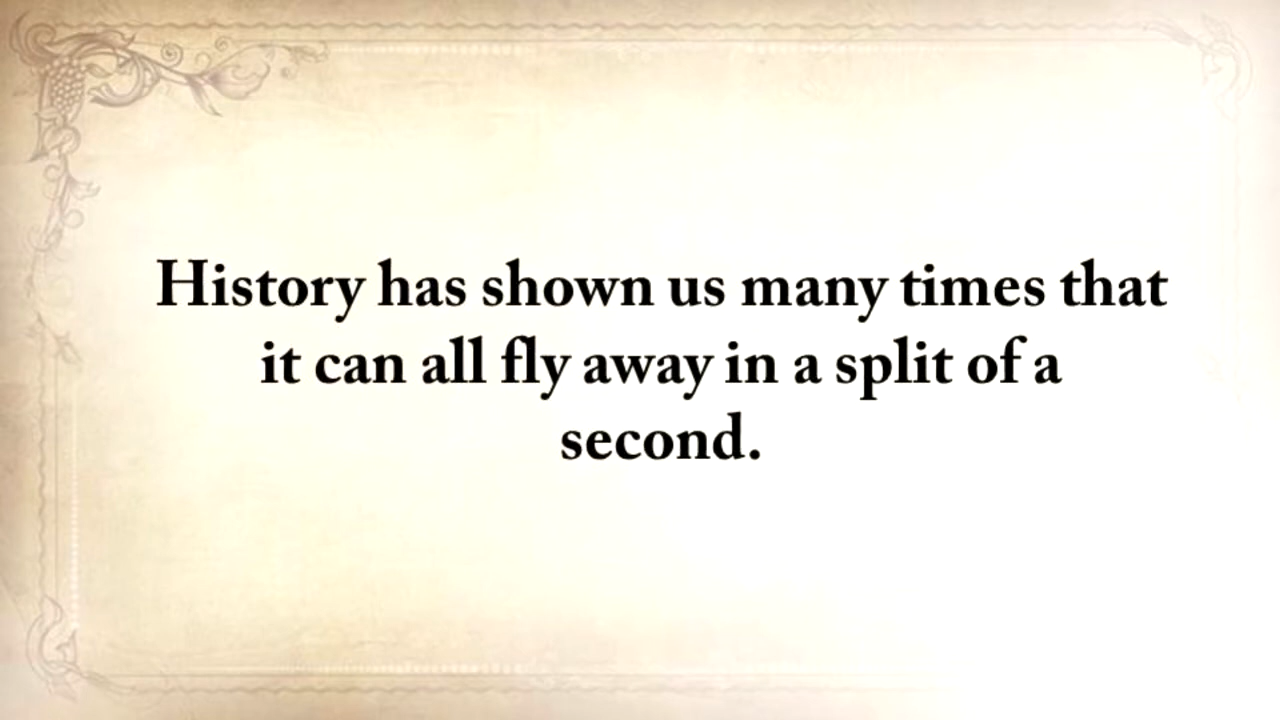 History has shown us many times that
it can all fly away in a split of a
second.